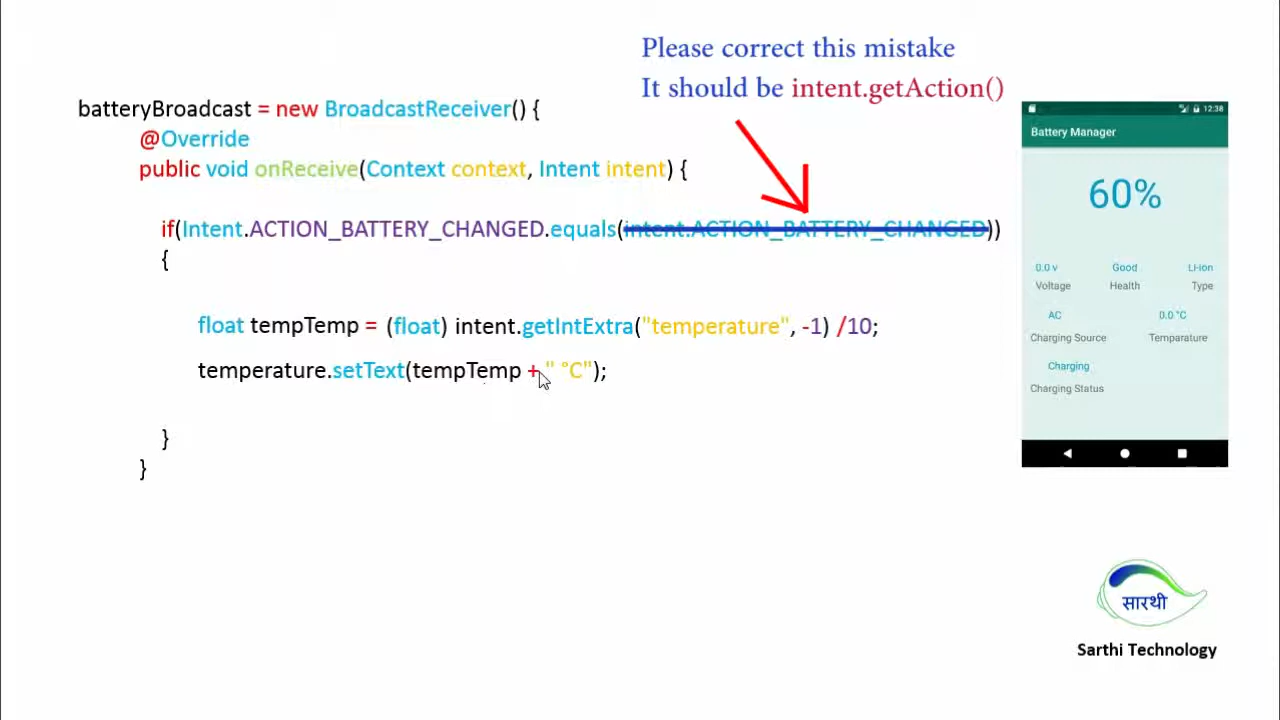 Please correct this mistake
It should be intent.getAction()
batteryBroadcast = new BroadcastReceiver() {
@Override
public void onReceive(Context context, Intent intent) {
if(Intent.ACTION_BATTERY_CHANGED.equals(intent.ACTION_BATTERY_CHANGED))
{
float tempTemp = (float) intent.getIntExtra("temperature", -1) /10;
temperature.setText(tempTemp + " °C");
}
}
12:38
Battery Manager
60%
0.0 v Good Li-ion
Voltage Health Type
AC 0.0 °C
Charging Source Temparature
Charging
Charging Status
सारथी
Sarthi Technology